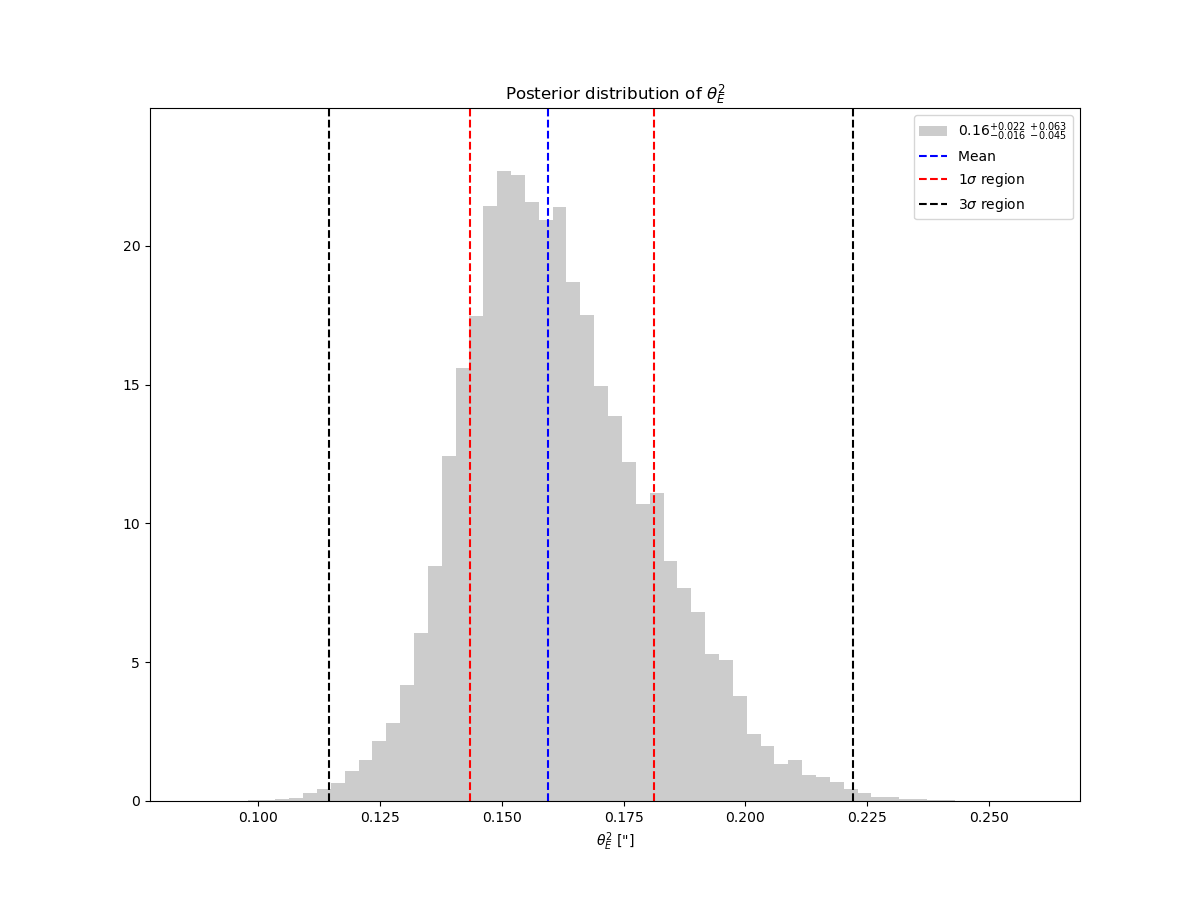 Posterior distribution of θ_E^2
0.16^{+0.022 +0.063}_{−0.016 −0.045}
Mean
1σ region
3σ region
20
15
10
5
0
0.100 0.125 0.150 0.175 0.200 0.225 0.250
θ_E^2 ["]